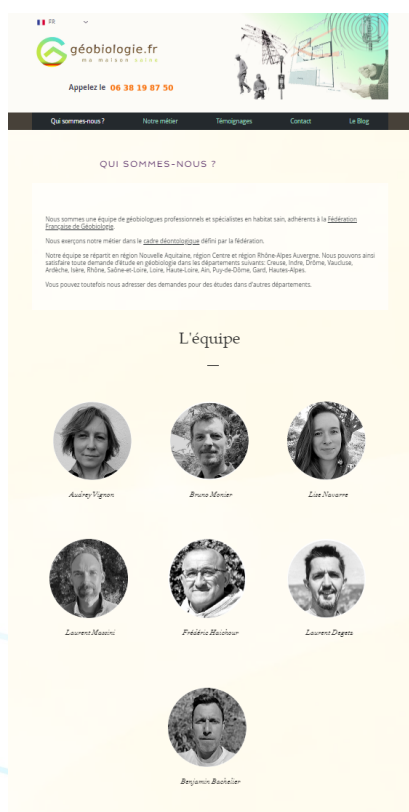 FR
géobiologie.fr
ma maison saine
Appelez le 06 38 19 87 50
Qui sommes-nous ? Notre métier Témoignages Contact Le Blog
QUI SOMMES-NOUS ?
Nous sommes une équipe de géobiologues professionnels et spécialistes en habitat sain, adhérents à la Fédération
Française de Géobiologie.
Nous exerçons notre métier dans le cadre déontologique défini par la fédération.
Notre équipe se répartit en région Nouvelle Aquitaine, région Centre et région Rhône-Alpes Auvergne. Nous pouvons ainsi
satisfaire toute demande d'étude en géobiologie dans les départements suivants: Creuse, Indre, Drôme, Vaucluse,
Ardèche, Isère, Rhône, Saône-et-Loire, Loire, Haute-Loire, Ain, Puy-de-Dôme, Gard, Hautes-Alpes.
Vous pouvez toutefois nous adresser des demandes pour des études dans d'autres départements.
L'équipe
Audrey Vignon Bruno Monier Lise Navarre
Laurent Massini Frédéric Haichour Laurent Degets
Benjamin Bachelier